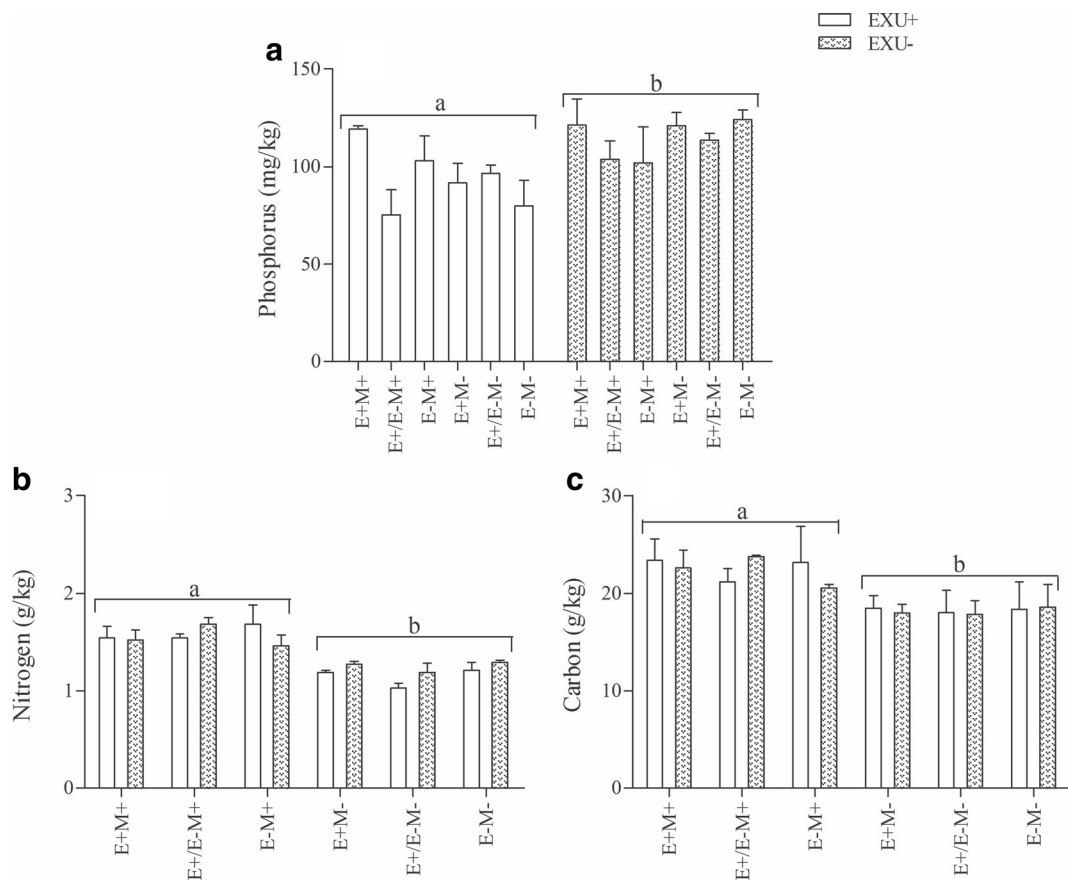 EXU+
EXU-
a
150
100
50
0
Phosphorus (mg/kg)
a
b
E+M+
E+/E-M+
E-M+
E+M-
E+/E-M-
E-M-
E+M+
E+/E-M+
E-M+
E+M-
E+/E-M-
E-M-
b
3
2
1
0
Nitrogen (g/kg)
a
b
E+M+
E+/E-M+
E-M+
E+M-
E+/E-M-
E-M-
c
30
20
10
0
Carbon (g/kg)
a
b
E+M+
E+/E-M+
E-M+
E+M-
E+/E-M-
E-M-